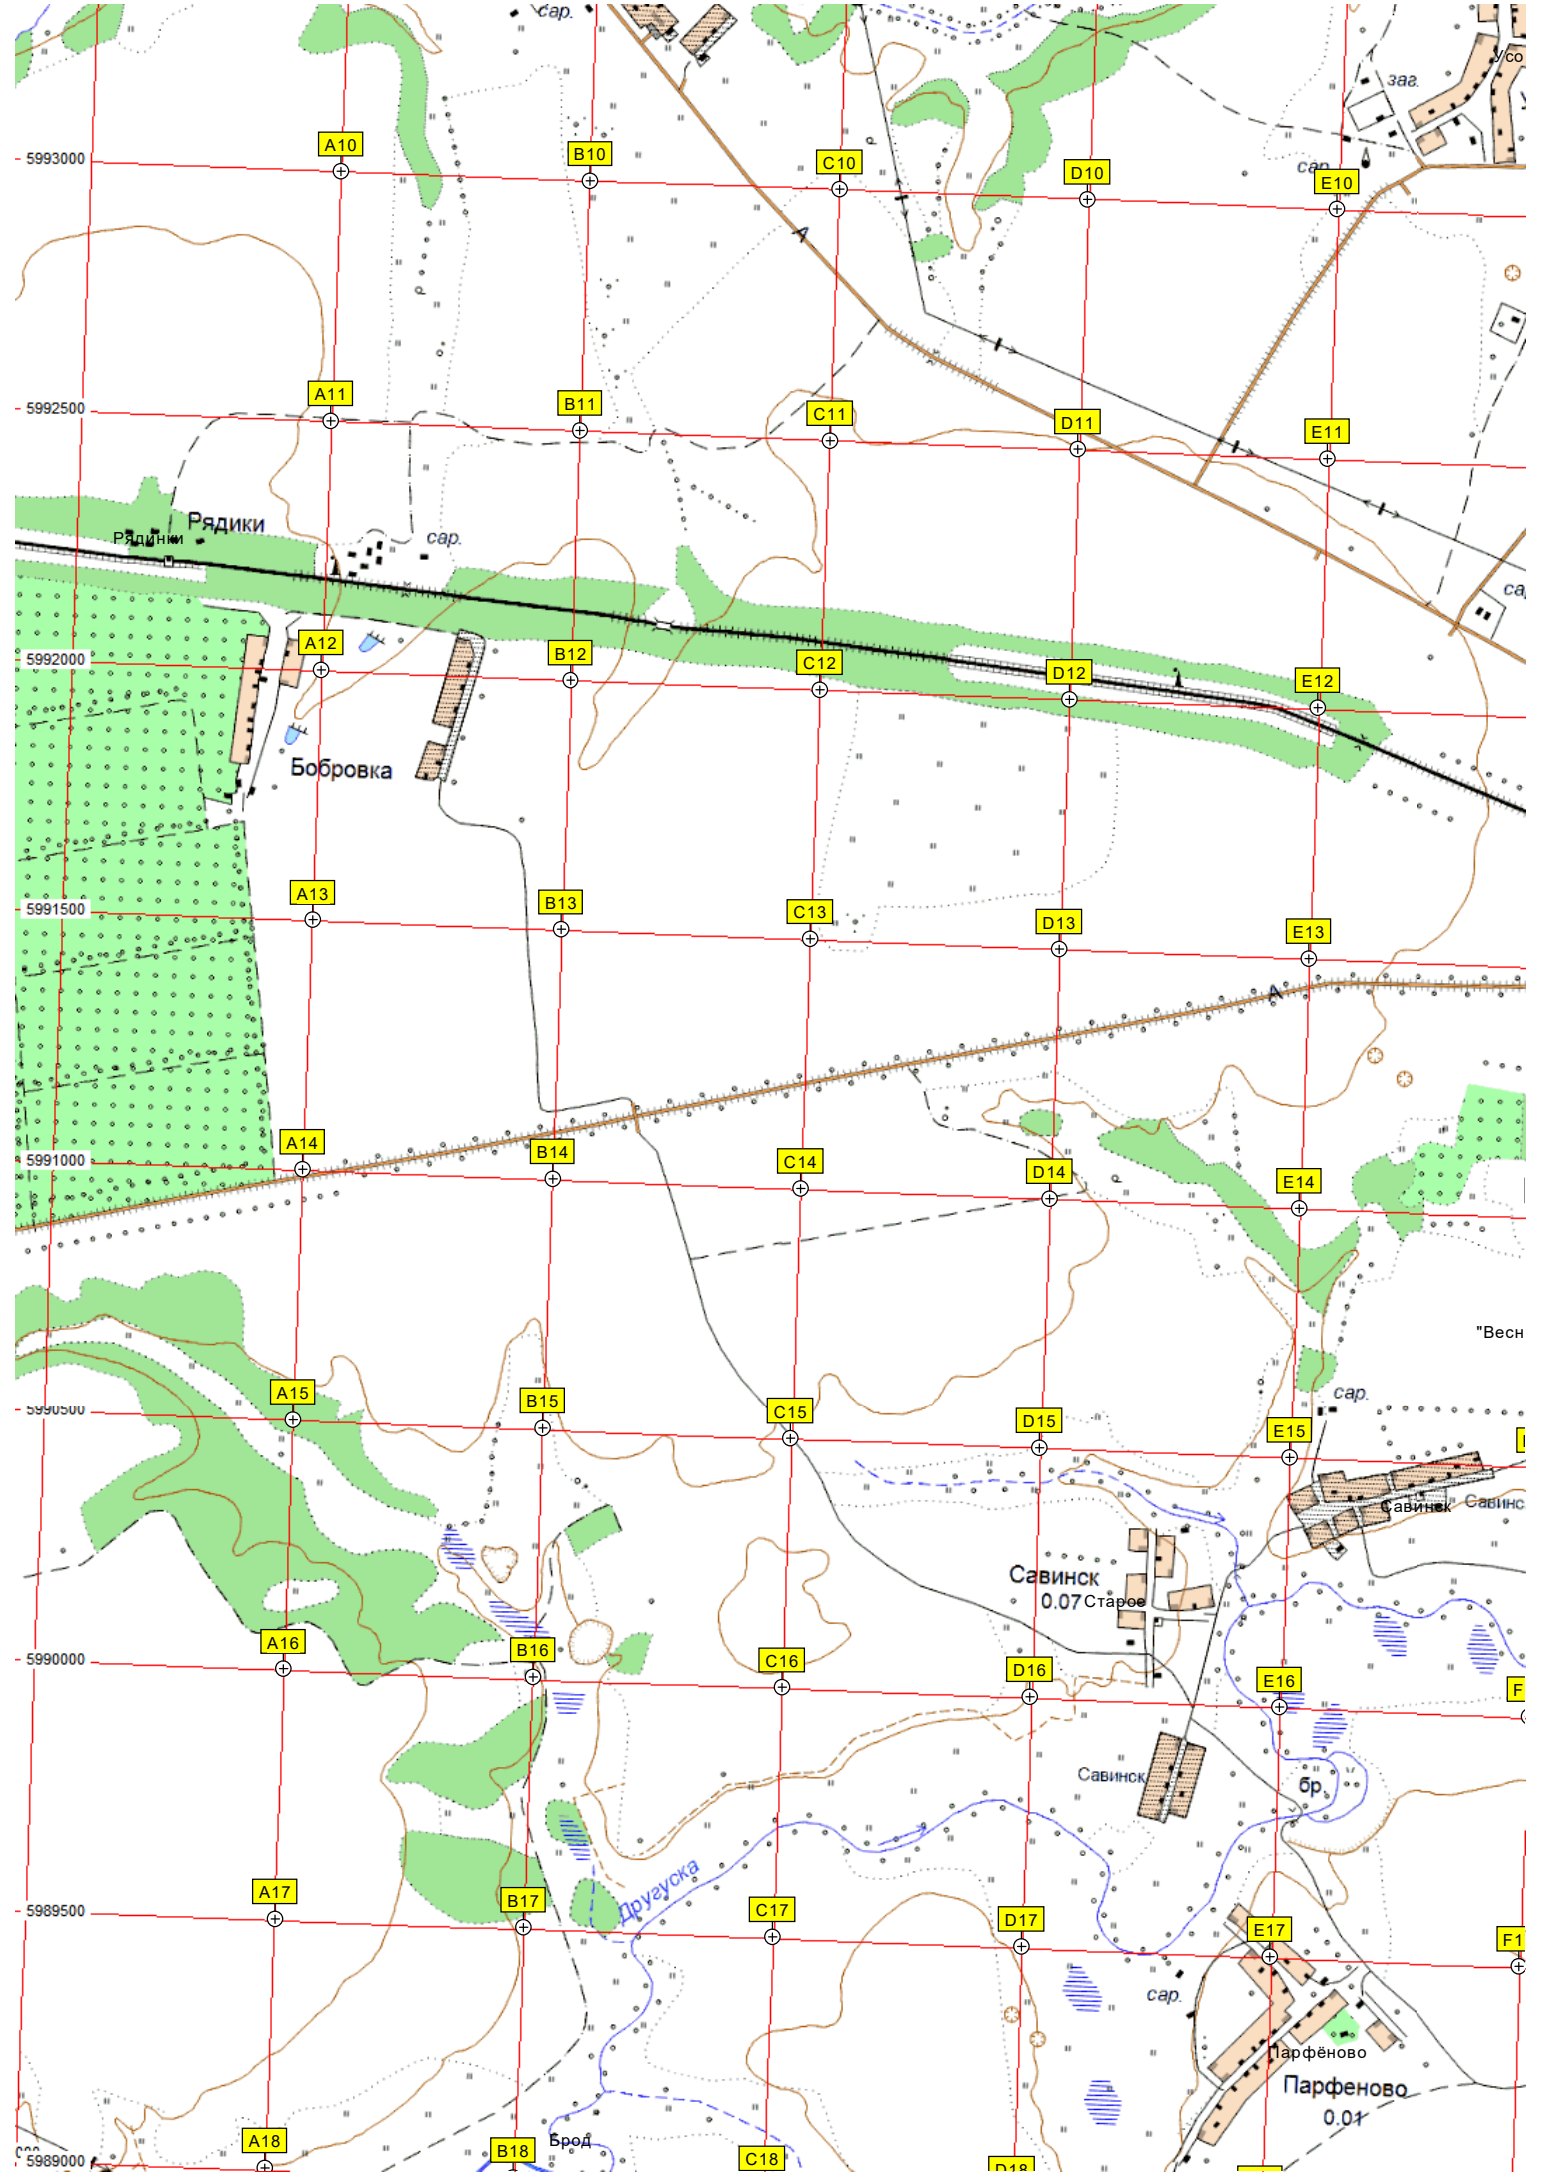 сар.
Усо
заг.
5993000
A10
B10
C10
D10
сар.
E10
А
5992500
A11
B11
C11
D11
E11
Рядики
Рядинки
сар.
са
5992000
A12
B12
C12
D12
E12
Бобровка
5991500
A13
B13
C13
D13
E13
А
5991000
A14
B14
C14
D14
E14
"Весн
5990500
A15
B15
C15
D15
сар.
E15
Савинск
Савинс
Савинск
0.07
Старое
5990000
A16
B16
C16
D16
E16
F
Савинск
бр.
Другуска
5989500
A17
B17
C17
D17
E17
F1
сар.
Парфёново
Парфеново
0.01
5989000
A18
B18
Брод
C18
D18